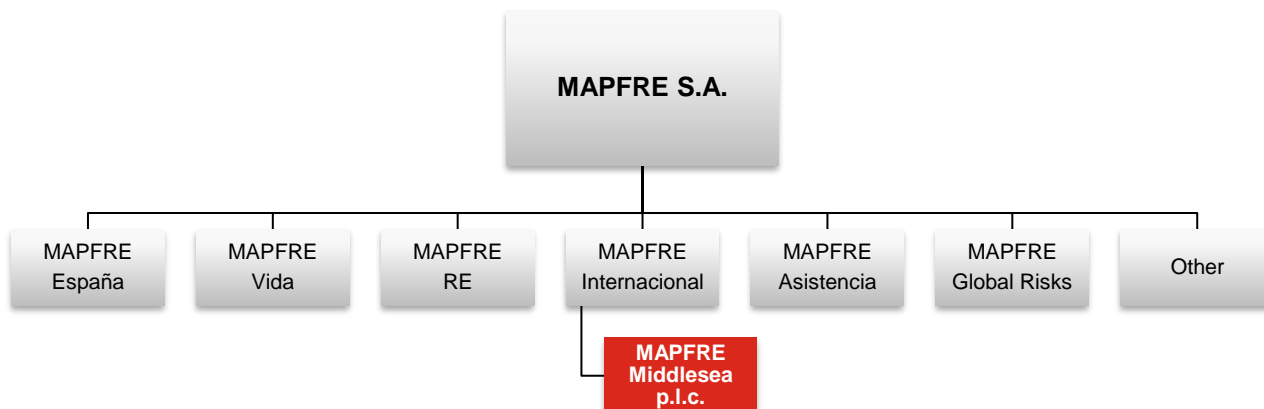 MAPFRE S.A.
MAPFRE
España
MAPFRE
Vida
MAPFRE
RE
MAPFRE
Internacional
MAPFRE
Asistencia
MAPFRE
Global Risks
Other
MAPFRE
Middlesea
p.l.c.